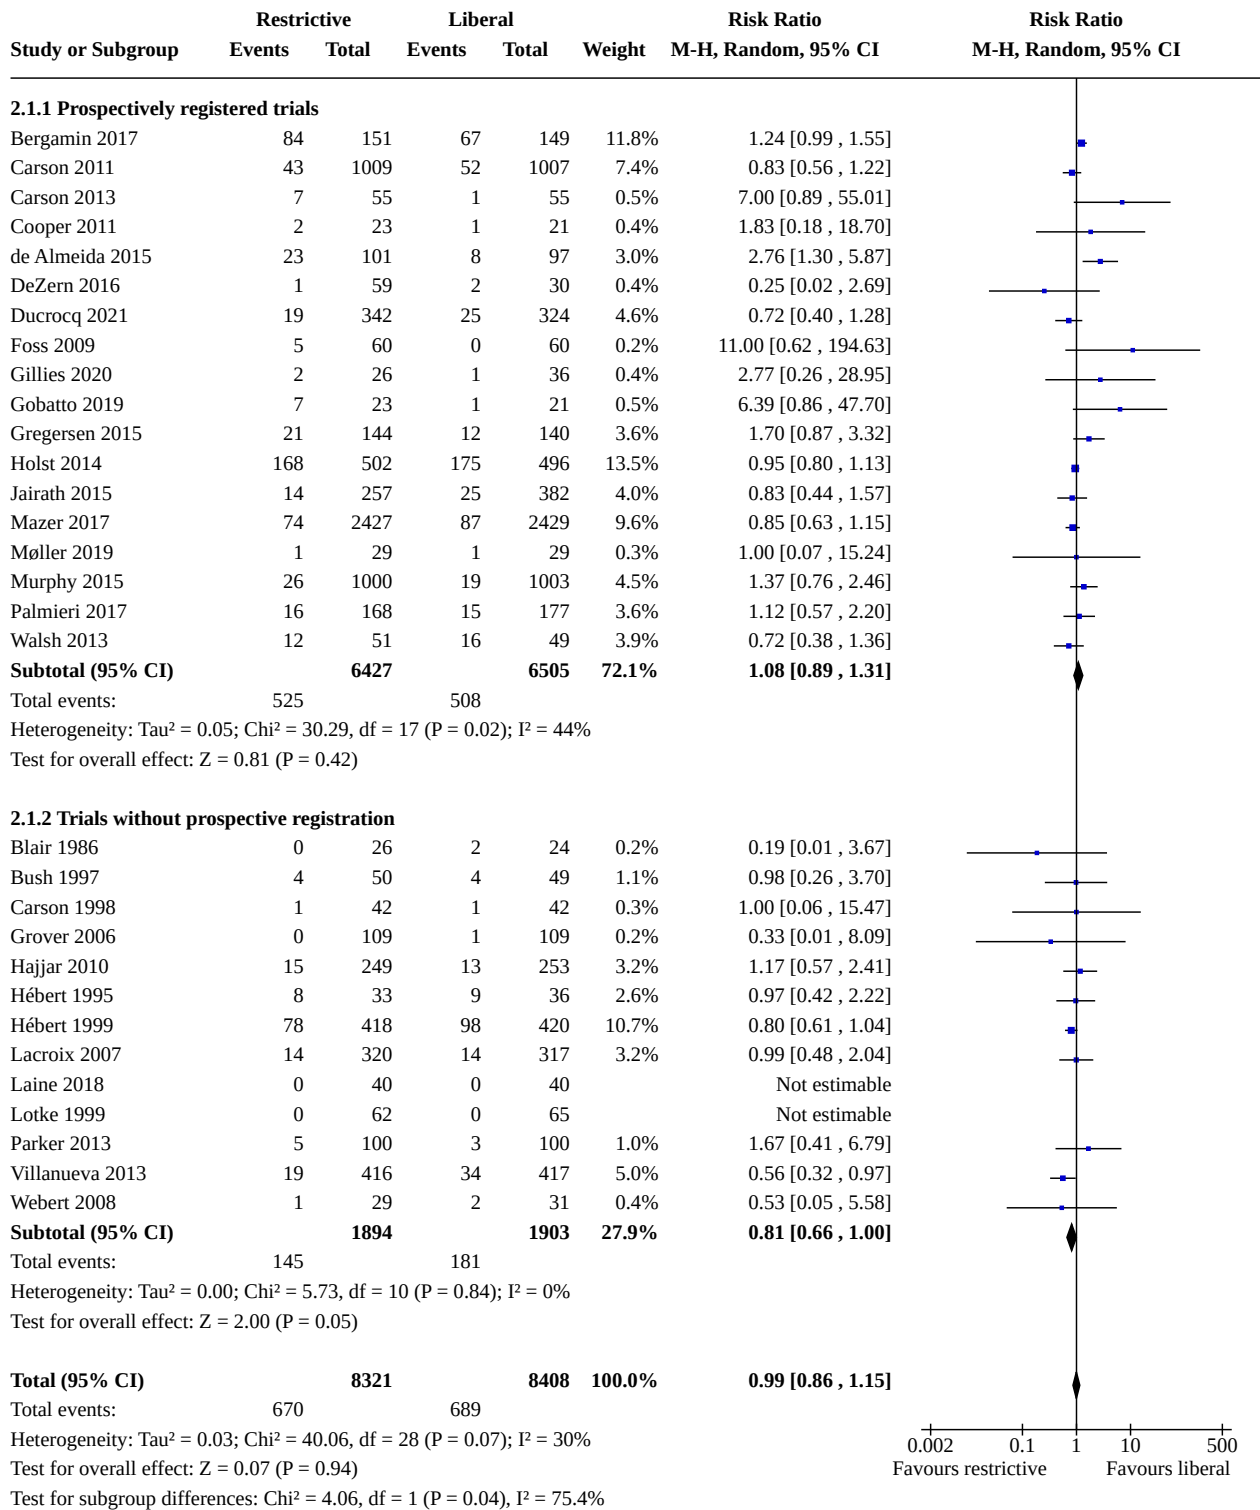 Restrictive Liberal Risk Ratio Risk Ratio
Study or Subgroup Events Total Events Total Weight M-H, Random, 95% CI M-H, Random, 95% CI
2.1.1 Prospectively registered trials
Bergamin 2017 84 151 67 149 11.8% 1.24 [0.99 , 1.55]
Carson 2011 43 1009 52 1007 7.4% 0.83 [0.56 , 1.22]
Carson 2013 7 55 1 55 0.5% 7.00 [0.89 , 55.01]
Cooper 2011 2 23 1 21 0.4% 1.83 [0.18 , 18.70]
de Almeida 2015 23 101 8 97 3.0% 2.76 [1.30 , 5.87]
DeZern 2016 1 59 2 30 0.4% 0.25 [0.02 , 2.69]
Ducrocq 2021 19 342 25 324 4.6% 0.72 [0.40 , 1.28]
Foss 2009 5 60 0 60 0.2% 11.00 [0.62 , 194.63]
Gillies 2020 2 26 1 36 0.4% 2.77 [0.26 , 28.95]
Gobatto 2019 7 23 1 21 0.5% 6.39 [0.86 , 47.70]
Gregersen 2015 21 144 12 140 3.6% 1.70 [0.87 , 3.32]
Holst 2014 168 502 175 496 13.5% 0.95 [0.80 , 1.13]
Jairath 2015 14 257 25 382 4.0% 0.83 [0.44 , 1.57]
Mazer 2017 74 2427 87 2429 9.6% 0.85 [0.63 , 1.15]
Møller 2019 1 29 1 29 0.3% 1.00 [0.07 , 15.24]
Murphy 2015 26 1000 19 1003 4.5% 1.37 [0.76 , 2.46]
Palmieri 2017 16 168 15 177 3.6% 1.12 [0.57 , 2.20]
Walsh 2013 12 51 16 49 3.9% 0.72 [0.38 , 1.36]
Subtotal (95% CI) 6427 6505 72.1% 1.08 [0.89 , 1.31]
Total events: 525 508
Heterogeneity: Tau² = 0.05; Chi² = 30.29, df = 17 (P = 0.02); I² = 44%
Test for overall effect: Z = 0.81 (P = 0.42)
2.1.2 Trials without prospective registration
Blair 1986 0 26 2 24 0.2% 0.19 [0.01 , 3.67]
Bush 1997 4 50 4 49 1.1% 0.98 [0.26 , 3.70]
Carson 1998 1 42 1 42 0.3% 1.00 [0.06 , 15.47]
Grover 2006 0 109 1 109 0.2% 0.33 [0.01 , 8.09]
Hajjar 2010 15 249 13 253 3.2% 1.17 [0.57 , 2.41]
Hébert 1995 8 33 9 36 2.6% 0.97 [0.42 , 2.22]
Hébert 1999 78 418 98 420 10.7% 0.80 [0.61 , 1.04]
Lacroix 2007 14 320 14 317 3.2% 0.99 [0.48 , 2.04]
Laine 2018 0 40 0 40 Not estimable
Lotke 1999 0 62 0 65 Not estimable
Parker 2013 5 100 3 100 1.0% 1.67 [0.41 , 6.79]
Villanueva 2013 19 416 34 417 5.0% 0.56 [0.32 , 0.97]
Webert 2008 1 29 2 31 0.4% 0.53 [0.05 , 5.58]
Subtotal (95% CI) 1894 1903 27.9% 0.81 [0.66 , 1.00]
Total events: 145 181
Heterogeneity: Tau² = 0.00; Chi² = 5.73, df = 10 (P = 0.84); I² = 0%
Test for overall effect: Z = 2.00 (P = 0.05)
Total (95% CI) 8321 8408 100.0% 0.99 [0.86 , 1.15]
Total events: 670 689
Heterogeneity: Tau² = 0.03; Chi² = 40.06, df = 28 (P = 0.07); I² = 30%
0.002 0.1 1 10 500
Test for overall effect: Z = 0.07 (P = 0.94)
Favours restrictive Favours liberal
Test for subgroup differences: Chi² = 4.06, df = 1 (P = 0.04), I² = 75.4%